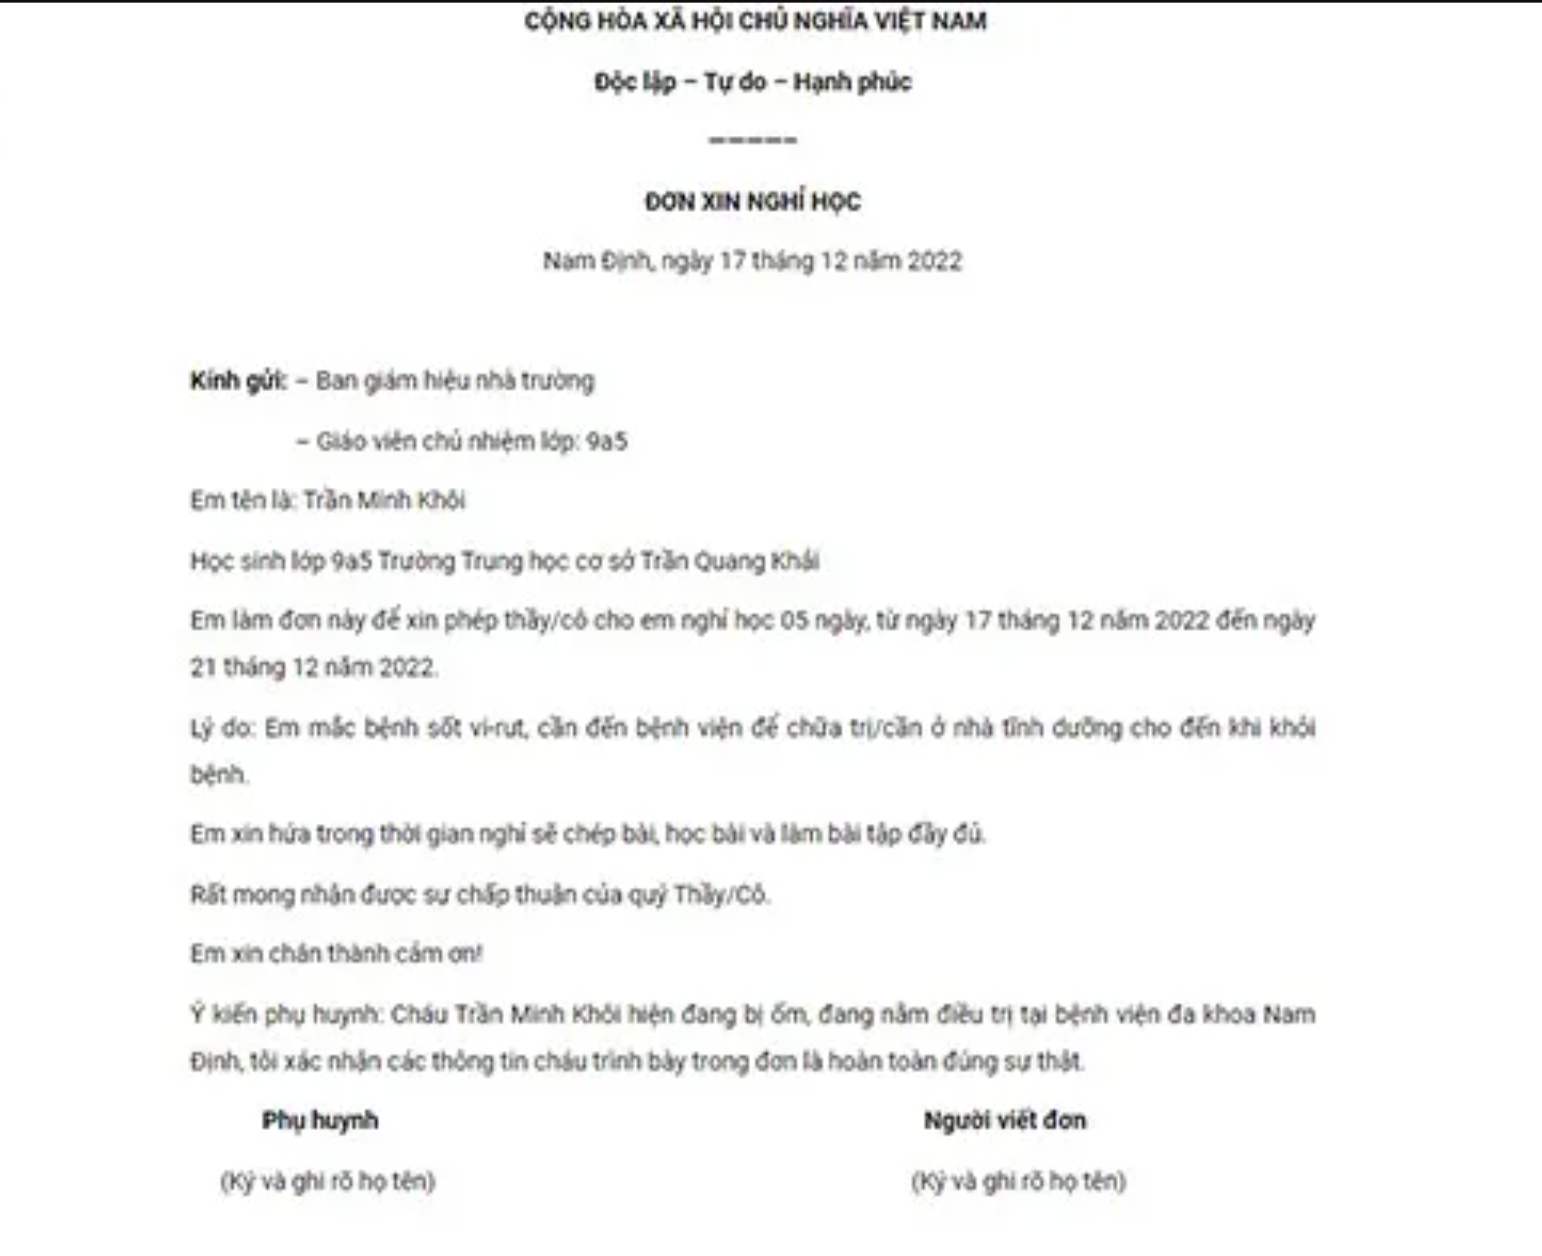 CỘNG HÒA XÃ HỘI CHỦ NGHĨA VIỆT NAM
Độc lập – Tự do – Hạnh phúc
–––––
ĐƠN XIN NGHỈ HỌC
Nam Định, ngày 17 tháng 12 năm 2022
Kính gửi: – Ban giám hiệu nhà trường
– Giáo viên chủ nhiệm lớp: 9a5
Em tên là: Trần Minh Khôi
Học sinh lớp 9a5 Trường Trung học cơ sở Trần Quang Khải
Em làm đơn này để xin phép thầy/cô cho em nghỉ học 05 ngày, từ ngày 17 tháng 12 năm 2022 đến ngày
21 tháng 12 năm 2022.
Lý do: Em mắc bệnh sốt vi-rut, cần đến bệnh viện để chữa trị/cần ở nhà tĩnh dưỡng cho đến khi khỏi
bệnh.
Em xin hứa trong thời gian nghỉ sẽ chép bài, học bài và làm bài tập đầy đủ.
Rất mong nhận được sự chấp thuận của quý Thầy/Cô.
Em xin chân thành cảm ơn!
Ý kiến phụ huynh: Cháu Trần Minh Khôi hiện đang bị ốm, đang nằm điều trị tại bệnh viện đa khoa Nam
Định, tôi xác nhận các thông tin cháu trình bày trong đơn là hoàn toàn đúng sự thật.
Phụ huynh
Người viết đơn
(Ký và ghi rõ họ tên)
(Ký và ghi rõ họ tên)